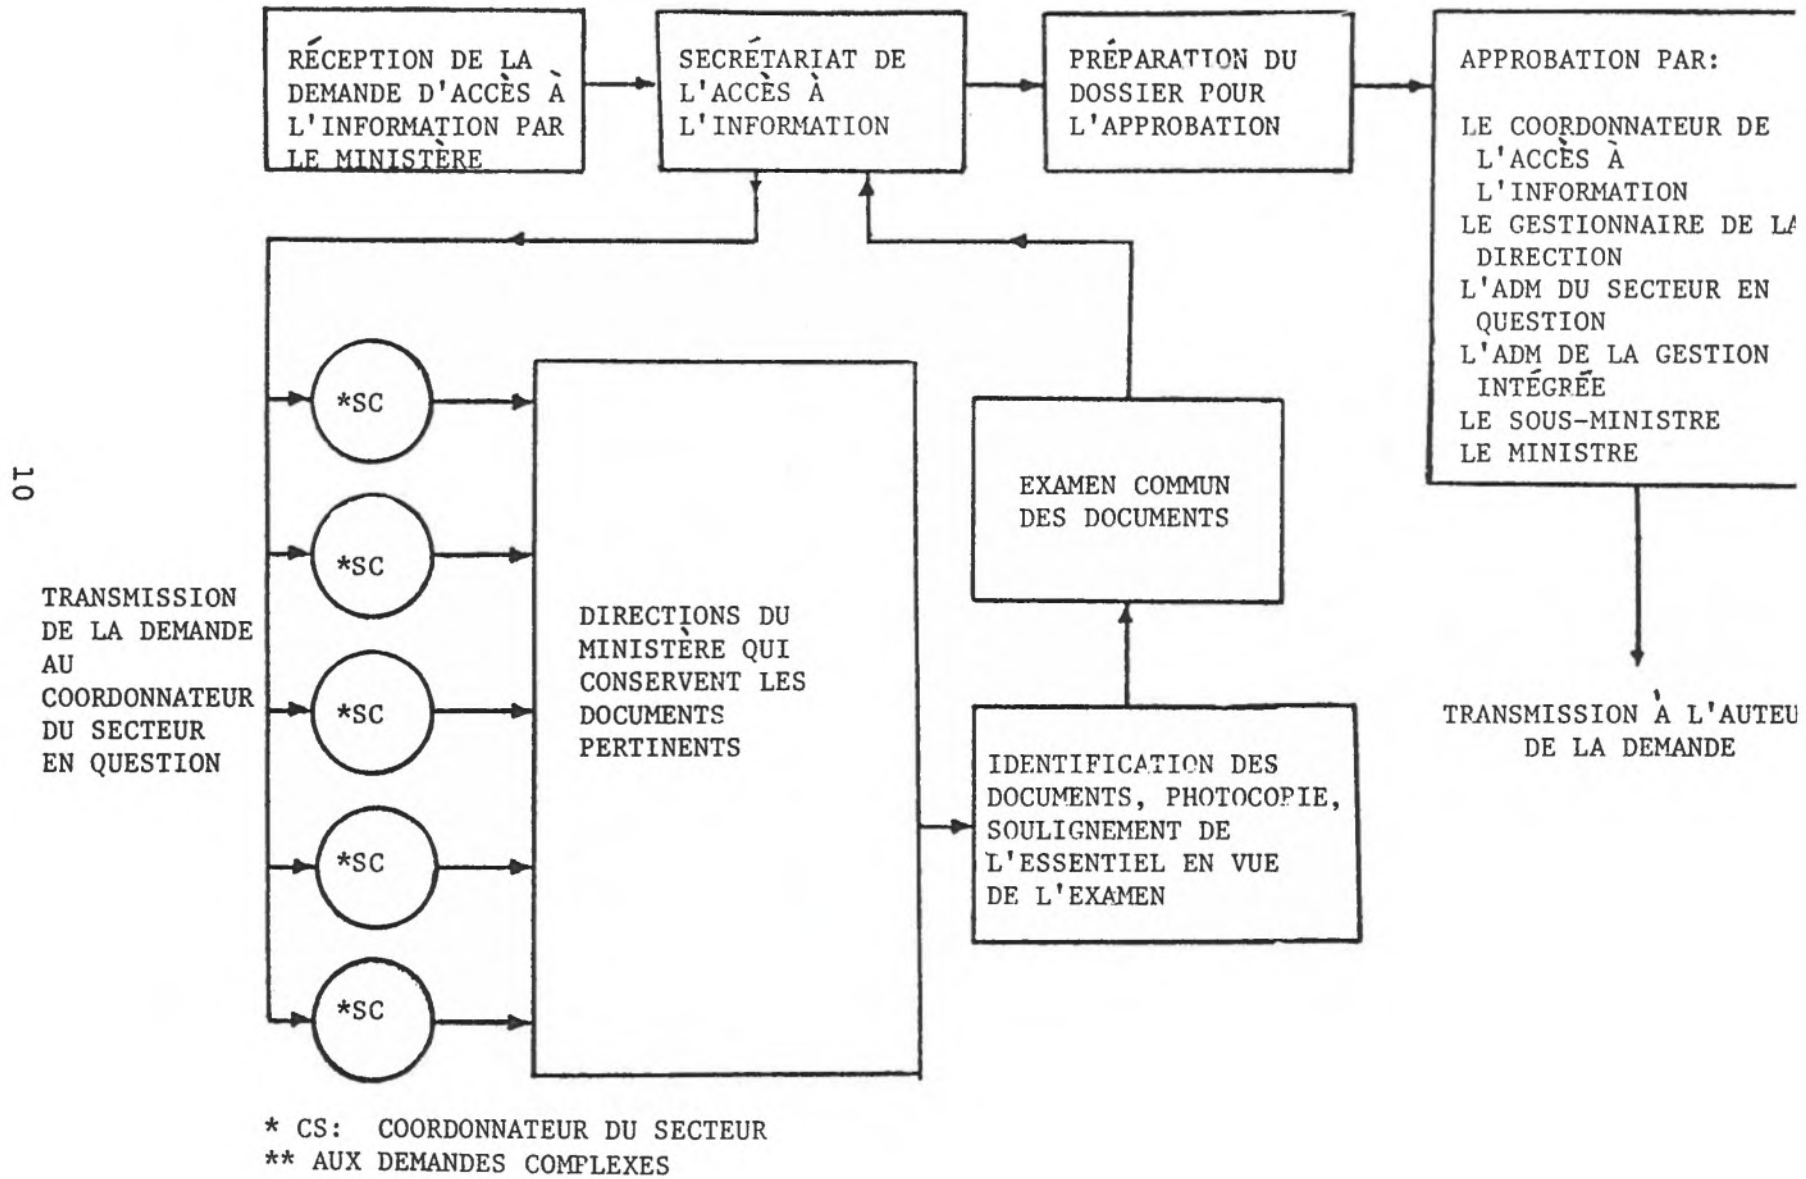 RÉCEPTION DE LA
DEMANDE D'ACCÈS À
L'INFORMATION PAR
LE MINISTÈRE
SECRÉTARIAT DE
L'ACCÈS À
L'INFORMATION
PRÉPARATION DU
DOSSIER POUR
L'APPROBATION
APPROBATION PAR:
LE COORDONNATEUR DE
L'ACCÈS À
L'INFORMATION
LE GESTIONNAIRE DE LA
DIRECTION
L'ADM DU SECTEUR EN
QUESTION
L'ADM DE LA GESTION
INTÉGRÉE
LE SOUS-MINISTRE
LE MINISTRE
10
TRANSMISSION
DE LA DEMANDE
AU
COORDONNATEUR
DU SECTEUR
EN QUESTION
*SC
*SC
*SC
*SC
*SC
DIRECTIONS DU
MINISTÈRE QUI
CONSERVENT LES
DOCUMENTS
PERTINENTS
EXAMEN COMMUN
DES DOCUMENTS
IDENTIFICATION DES
DOCUMENTS, PHOTOCOPIE,
SOULIGNEMENT DE
L'ESSENTIEL EN VUE
DE L'EXAMEN
TRANSMISSION À L'AUTEU
DE LA DEMANDE
* CS: COORDONNATEUR DU SECTEUR
** AUX DEMANDES COMPLEXES